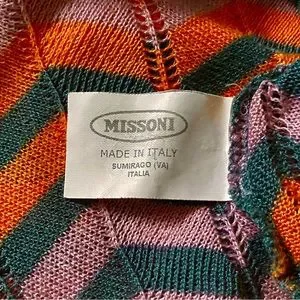 MISSONI
MADE IN ITALY
SUMIRAGO (VA)
ITALIA